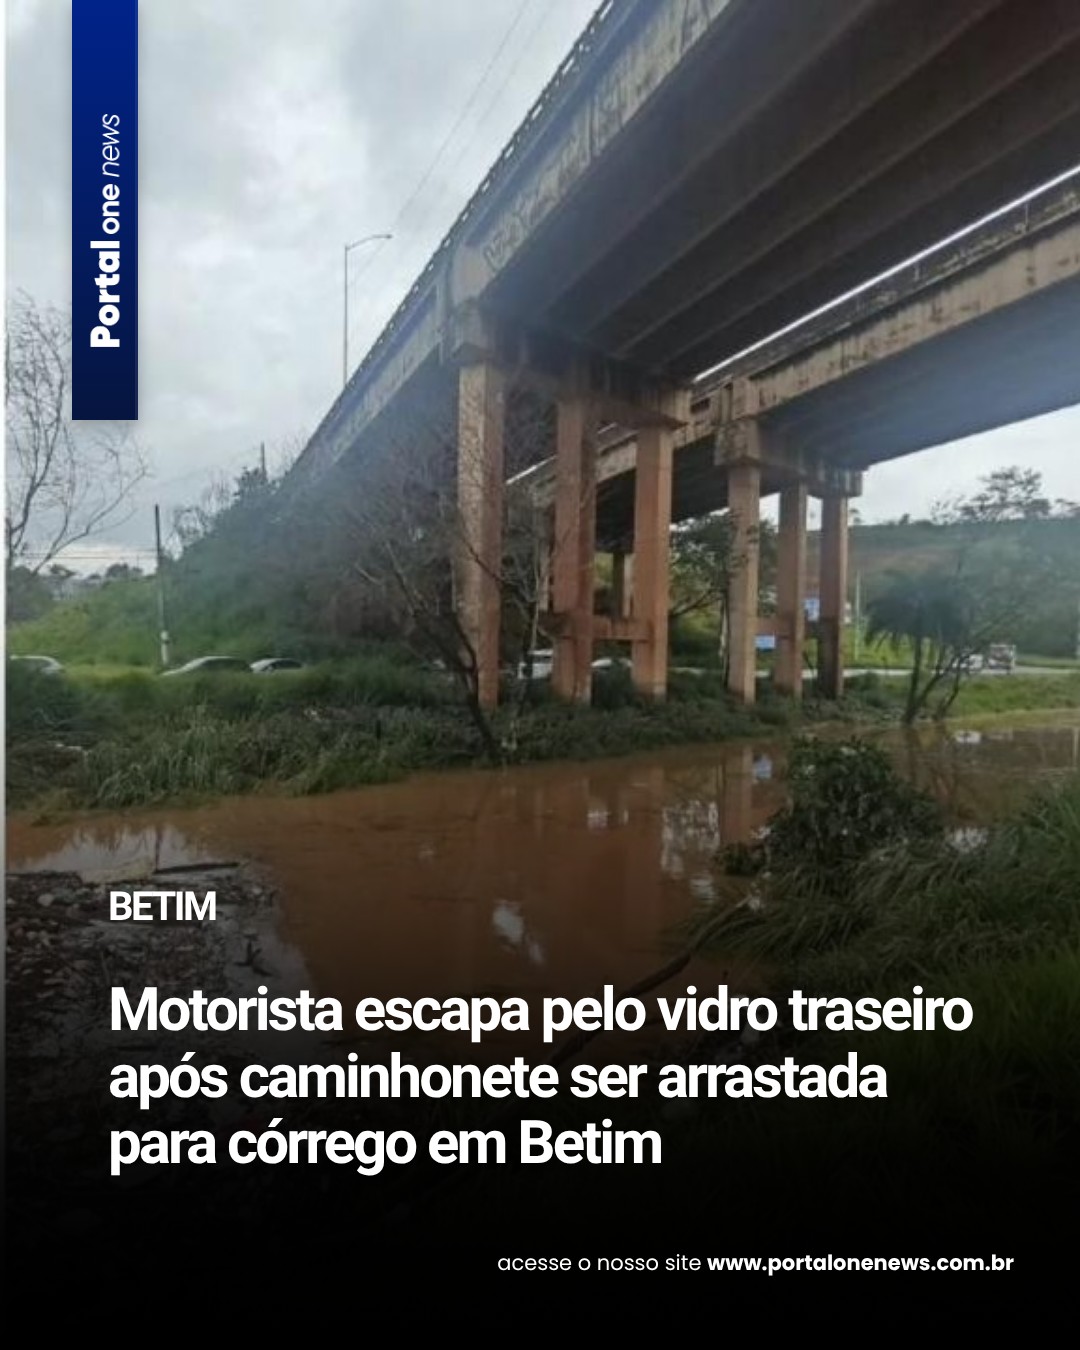 Portal one news
BETIM
Motorista escapa pelo vidro traseiro
após caminhonete ser arrastada
para córrego em Betim
acesse o nosso site www.portalonenews.com.br